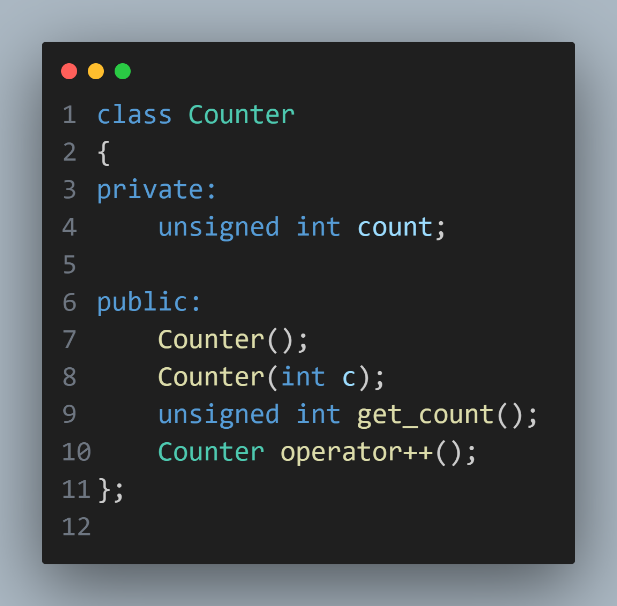 1 class Counter
2 {
3 private:
4     unsigned int count;
5
6 public:
7     Counter();
8     Counter(int c);
9     unsigned int get_count();
10     Counter operator++();
11 };
12